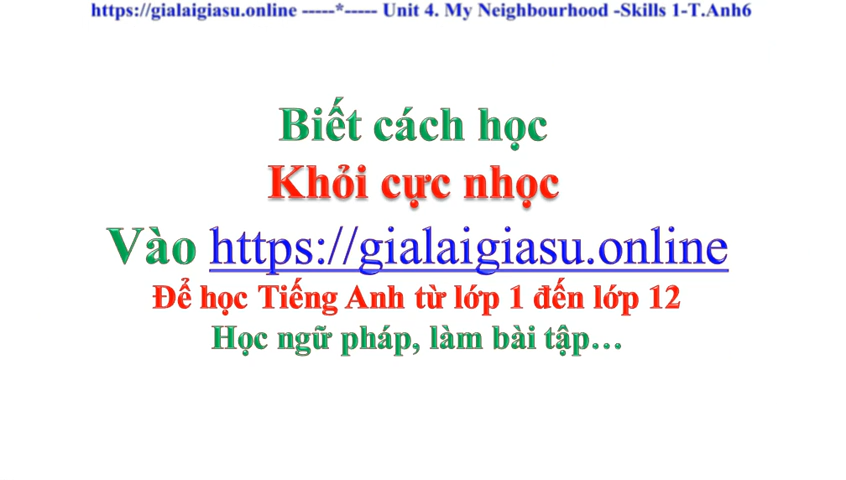 https://gialaigiasu.online -----*----- Unit 4. My Neighbourhood -Skills 1-T.Anh6
Biết cách học
Khỏi cực nhọc
Vào https://gialaigiasu.online
Để học Tiếng Anh từ lớp 1 đến lớp 12
Học ngữ pháp, làm bài tập…